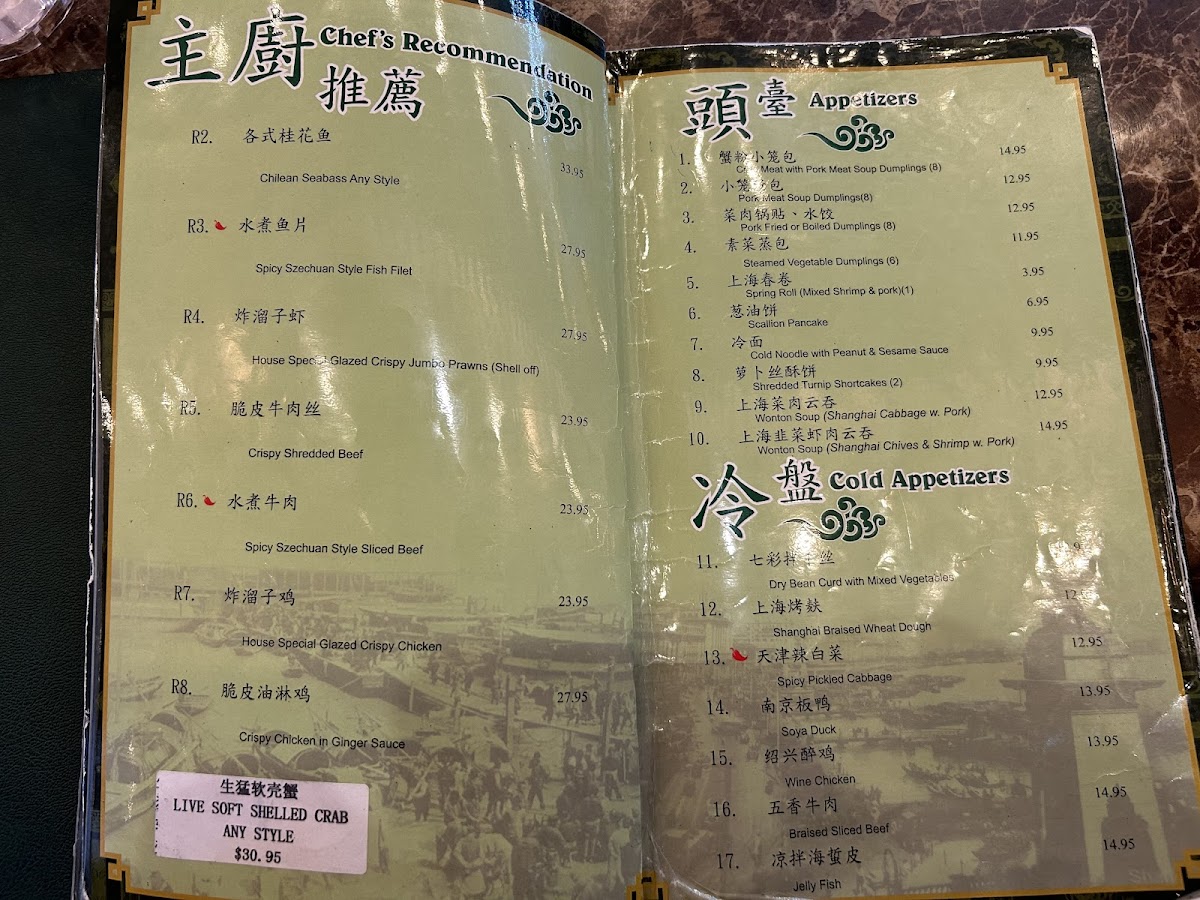 主廚 Chef's Recommendation
推薦
R2. 各式桂花鱼
33.95
Chilean Seabass Any Style
R3. 水煮鱼片
27.95
Spicy Szechuan Style Fish Filet
R4. 炸溜子虾
27.95
House Special Glazed Crispy Jumbo Prawns (Shell off)
R5. 脆皮牛肉丝
23.95
Crispy Shredded Beef
R6. 水煮牛肉
23.95
Spicy Szechuan Style Sliced Beef
R7. 炸溜子鸡
23.95
House Special Glazed Crispy Chicken
R8. 脆皮油淋鸡
27.95
Crispy Chicken in Ginger Sauce
生猛软壳蟹
LIVE SOFT SHELLED CRAB
ANY STYLE
$30.95
頭臺 Appetizers
1. 蟹粉小笼包 14.95
Meat with Pork Meat Soup Dumplings (8)
2. 小笼 包 12.95
Pork Meat Soup Dumplings(8)
3. 菜肉锅贴、水饺 12.95
Pork Fried or Boiled Dumplings (8)
4. 素菜蒸包 11.95
Steamed Vegetable Dumplings (6)
5. 上海春卷 3.95
Spring Roll (Mixed Shrimp & pork)(1)
6. 葱油饼 6.95
Scallion Pancake
7. 冷面 9.95
Cold Noodle with Peanut & Sesame Sauce
8. 萝卜丝酥饼 9.95
Shredded Turnip Shortcakes (2)
9. 上海菜肉云吞 12.95
Wonton Soup (Shanghai Cabbage w. Pork)
10. 上海韭菜虾肉云吞 14.95
Wonton Soup (Shanghai Chives & Shrimp w. Pork)
冷盤 Cold Appetizers
11. 七彩拌 丝
Dry Bean Curd with Mixed Vegetables
12. 上海烤麸
Shanghai Braised Wheat Dough
13. 天津辣白菜 12.95
Spicy Pickied Cabbage
14. 南京板鸭 13.95
Soya Duck
15. 绍兴醉鸡 13.95
Wine Chicken
16. 五香牛肉 14.95
Braised Sliced Beef
17. 凉拌海蜇皮 14.95
Jelly Fish